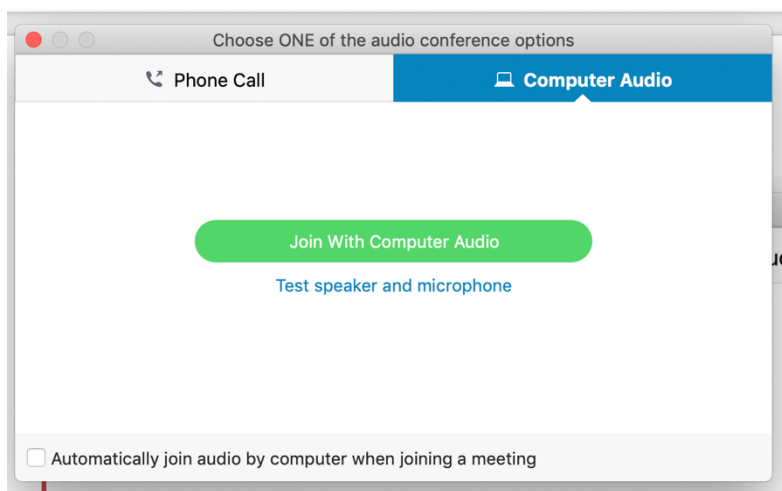 Choose ONE of the audio conference options
Phone Call
Computer Audio
Join With Computer Audio
Test speaker and microphone
Automatically join audio by computer when joining a meeting